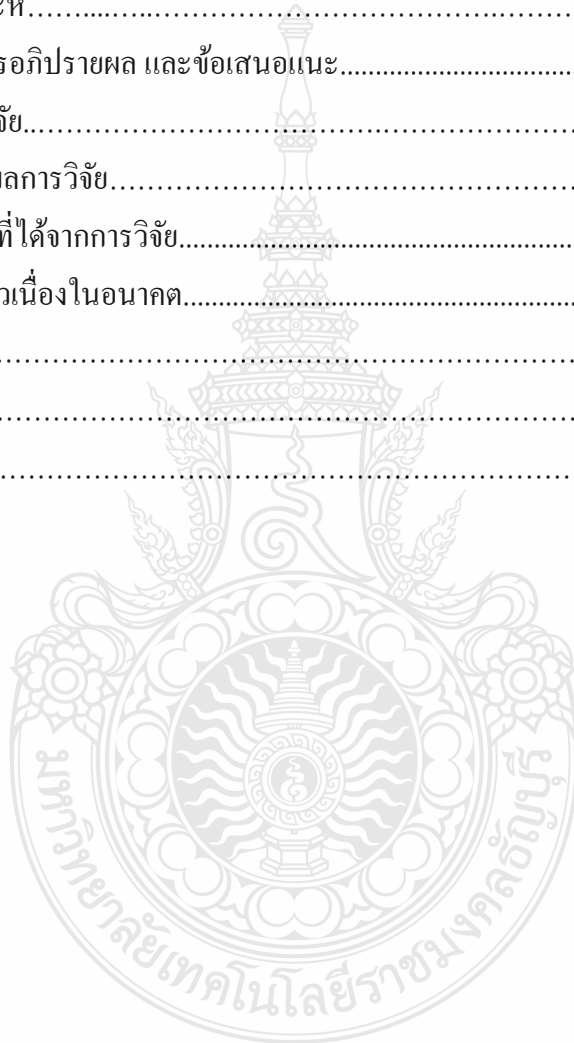 ะห์……....…..……………………………
รอภิปรายผล และข้อเสนอแนะ..........................................
จัย..………………………………………………
ผลการวิจัย………………………………………
ที่ได้จากการวิจัย..........................................................
วเนื่องในอนาคต..........................................................
……………………………………………………
……………………………………………………
……………………………………………………
มหาวิทยาลัยเทคโนโลยีราชมงคลธัญบุรี